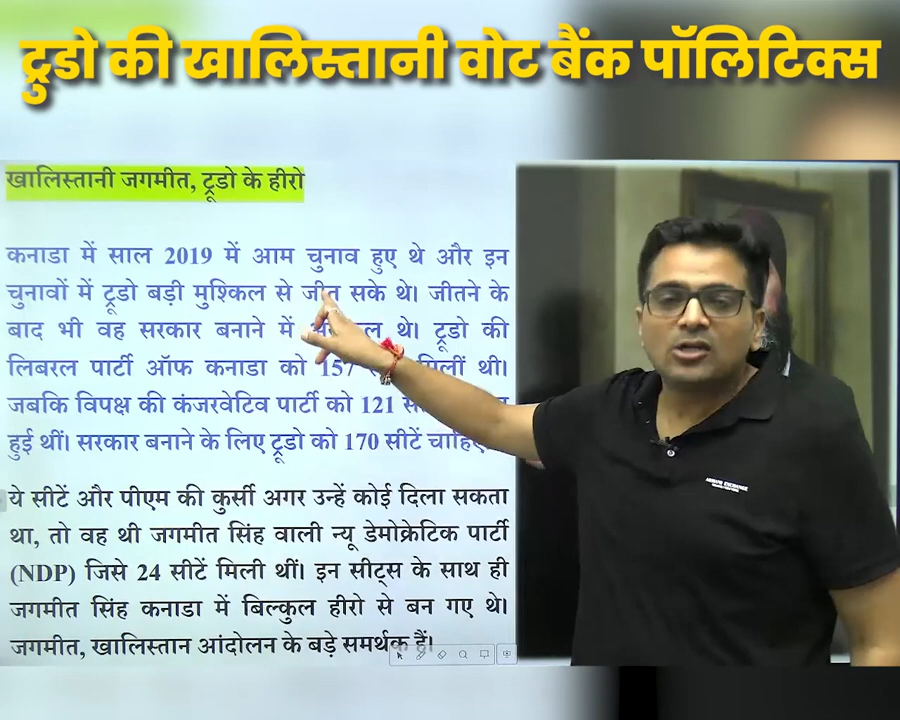 ट्रुडो की खालिस्तानी वोट बैंक पॉलिटिक्स
खालिस्तानी जगमीत, ट्रूडो के हीरो
कनाडा में साल 2019 में आम चुनाव हुए थे और इन
चुनावों में ट्रूडो बड़ी मुश्किल से जीत सके थे। जीतने के
बाद भी वह सरकार बनाने में थे। ट्रूडो की
लिबरल पार्टी ऑफ कनाडा को 157 मिलीं थी।
जबकि विपक्ष की कंजरवेटिव पार्टी को 121
हुई थीं। सरकार बनाने के लिए ट्रूडो को 170 सीटें
ये सीटें और पीएम की कुर्सी अगर उन्हें कोई दिला सकता
था, तो वह थी जगमीत सिंह वाली न्यू डेमोक्रेटिक पार्टी
(NDP) जिसे 24 सीटें मिली थीं। इन सीट्स के साथ ही
जगमीत सिंह कनाडा में बिल्कुल हीरो से बन गए थे।
जगमीत, खालिस्तान आंदोलन के बड़े समर्थक हैं।
ARMANI EXCHANGE